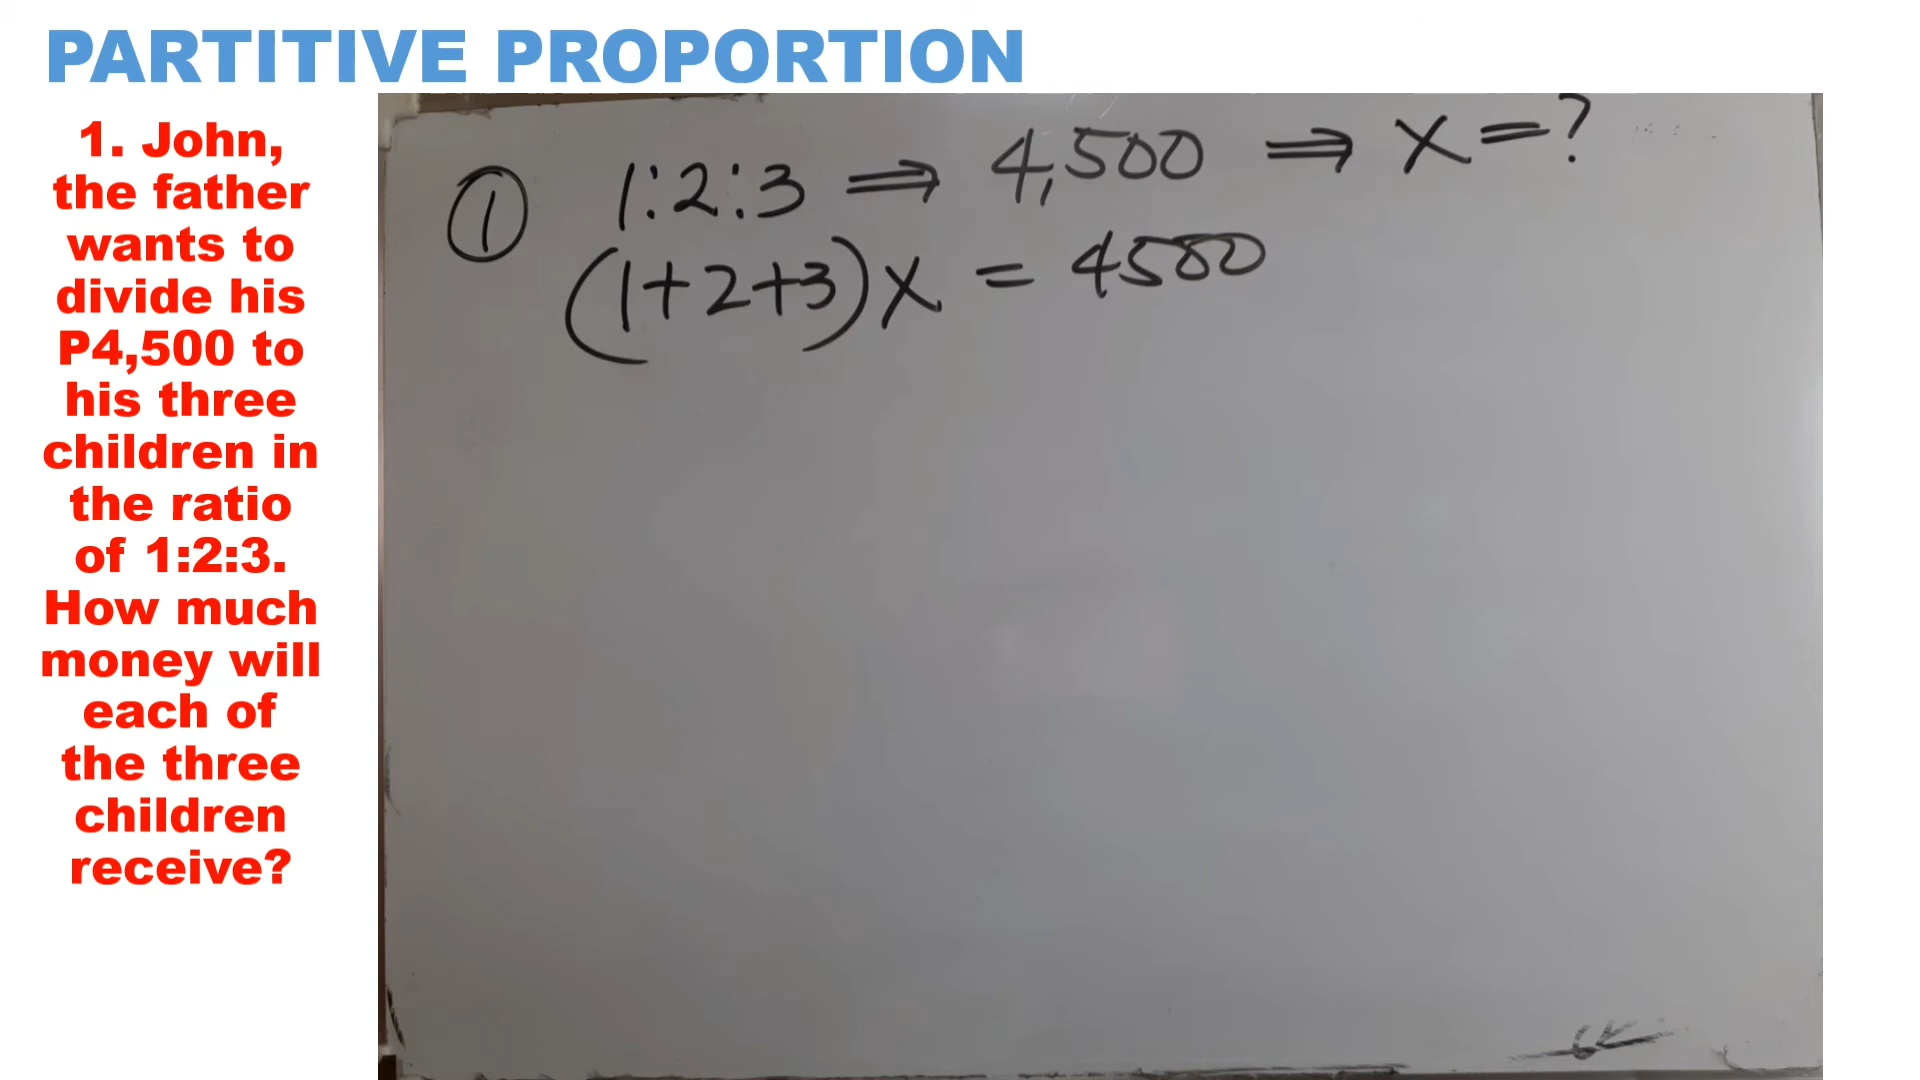 PARTITIVE PROPORTION
1. John,
the father
wants to
divide his
P4,500 to
his three
children in
the ratio
of 1:2:3.
How much
money will
each of
the three
children
receive?
① 1:2:3 ⟹ 4,500 ⟹ X = ?
(1+2+3)X = 4500